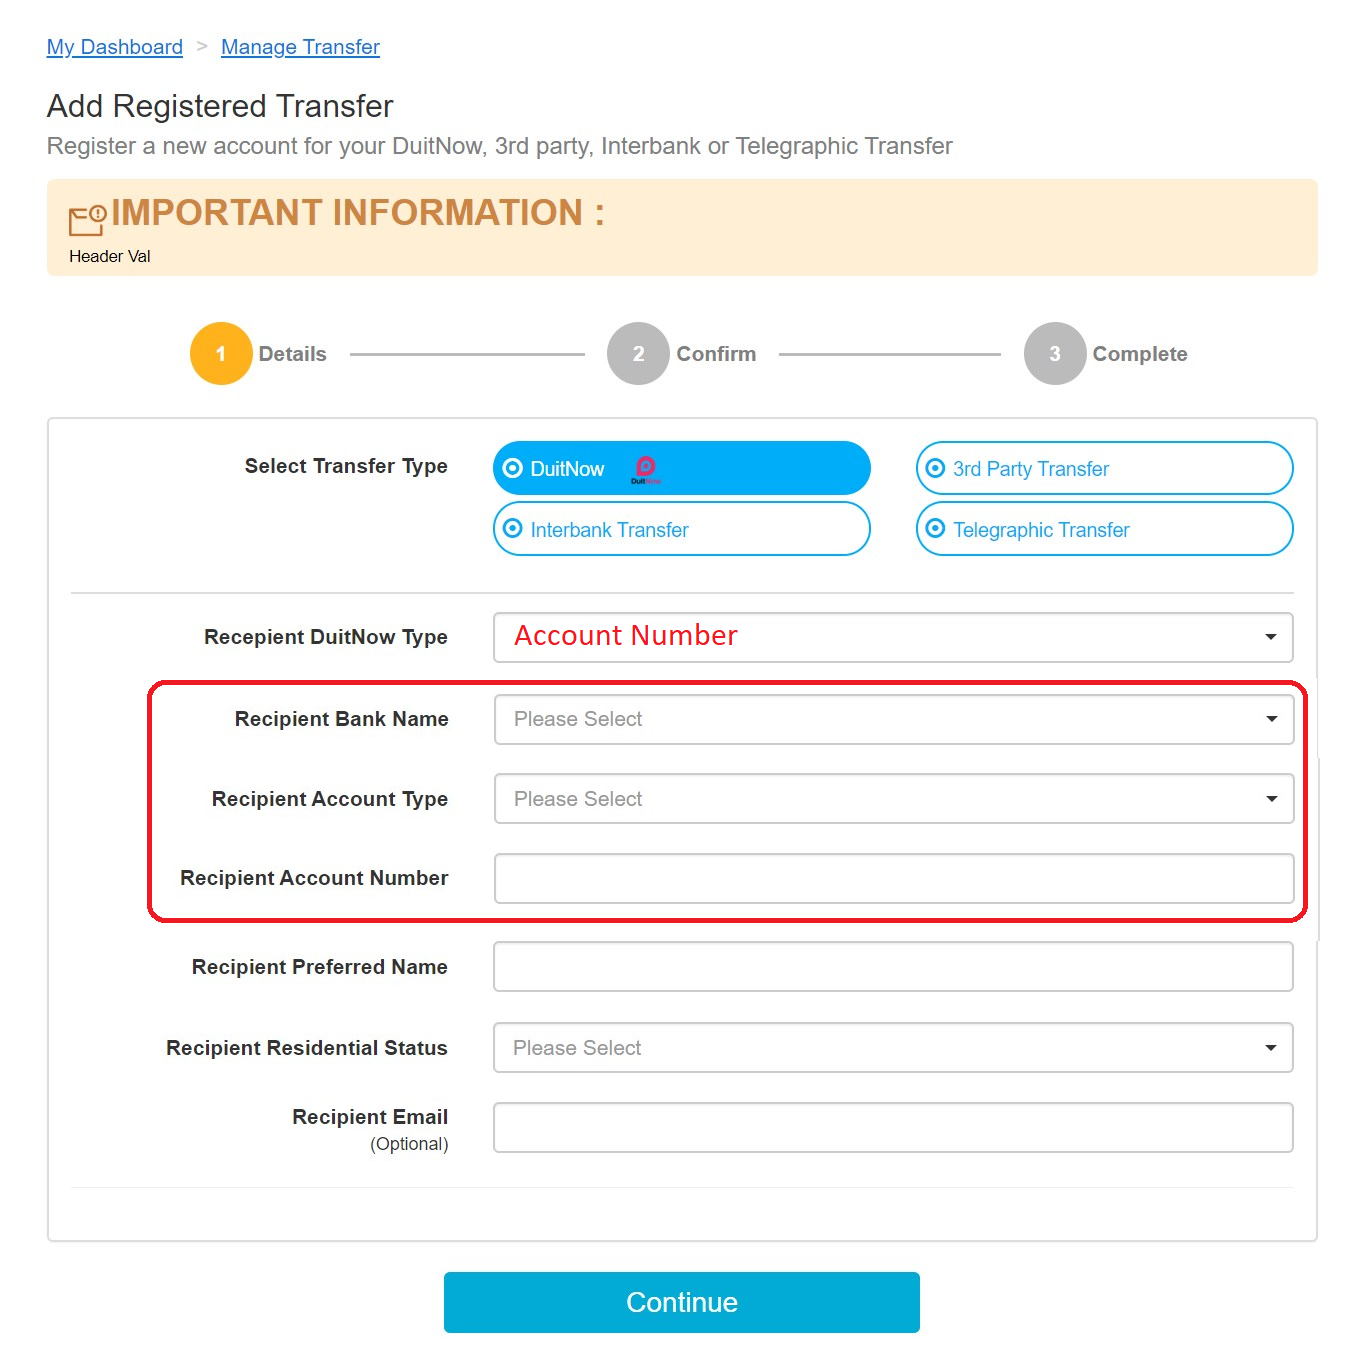 My Dashboard > Manage Transfer
Add Registered Transfer
Register a new account for your DuitNow, 3rd party, Interbank or Telegraphic Transfer
IMPORTANT INFORMATION :
Header Val
1 Details 2 Confirm 3 Complete
Select Transfer Type DuitNow DuitNow 3rd Party Transfer
Interbank Transfer Telegraphic Transfer
Recepient DuitNow Type Account Number
Recipient Bank Name Please Select
Recipient Account Type Please Select
Recipient Account Number
Recipient Preferred Name
Recipient Residential Status Please Select
Recipient Email
(Optional)
Continue